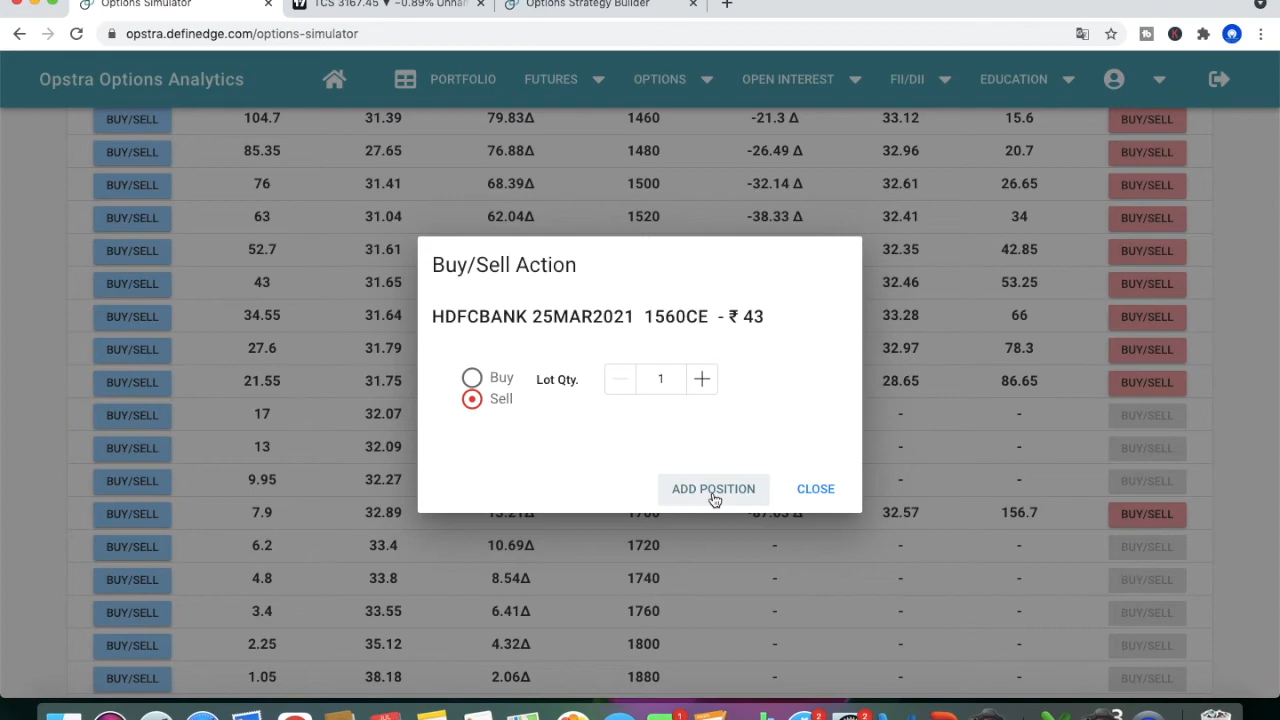 Options Simulator
TCS 3167.45 ▼ −0.89% Unnar
Options Strategy Builder
opstra.definedge.com/options-simulator
Opstra Options Analytics PORTFOLIO FUTURES OPTIONS OPEN INTEREST FII/DII EDUCATION
BUY/SELL 104.7 31.39 79.83Δ 1460 -21.3 Δ 33.12 15.6 BUY/SELL
BUY/SELL 85.35 27.65 76.88Δ 1480 -26.49 Δ 32.96 20.7 BUY/SELL
BUY/SELL 76 31.41 68.39Δ 1500 -32.14 Δ 32.61 26.65 BUY/SELL
BUY/SELL 63 31.04 62.04Δ 1520 -38.33 Δ 32.41 34 BUY/SELL
BUY/SELL 52.7 31.61 32.35 42.85 BUY/SELL
BUY/SELL 43 31.65 32.46 53.25 BUY/SELL
BUY/SELL 34.55 31.64 33.28 66 BUY/SELL
BUY/SELL 27.6 31.79 32.97 78.3 BUY/SELL
BUY/SELL 21.55 31.75 28.65 86.65 BUY/SELL
BUY/SELL 17 32.07 - - BUY/SELL
BUY/SELL 13 32.09 - - BUY/SELL
BUY/SELL 9.95 32.27 - - BUY/SELL
BUY/SELL 7.9 32.89 32.57 156.7 BUY/SELL
BUY/SELL 6.2 33.4 10.69Δ 1720 - - - BUY/SELL
BUY/SELL 4.8 33.8 8.54Δ 1740 - - - BUY/SELL
BUY/SELL 3.4 33.55 6.41Δ 1760 - - - BUY/SELL
BUY/SELL 2.25 35.12 4.32Δ 1800 - - - BUY/SELL
BUY/SELL 1.05 38.18 2.06Δ 1880 - - - BUY/SELL
Buy/Sell Action
HDFCBANK 25MAR2021 1560CE - ₹ 43
Buy
Sell
Lot Qty. 1
ADD POSITION CLOSE